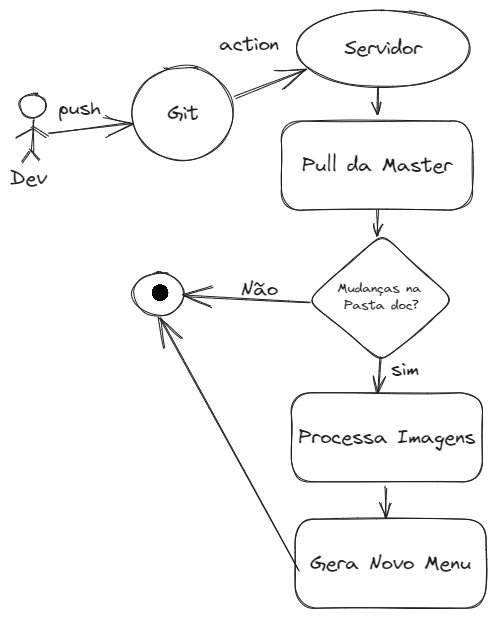 action
Servidor
push
Git
Dev
Pull da Master
Mudanças na
Pasta doc?
Não
sim
Processa Imagens
Gera Novo Menu